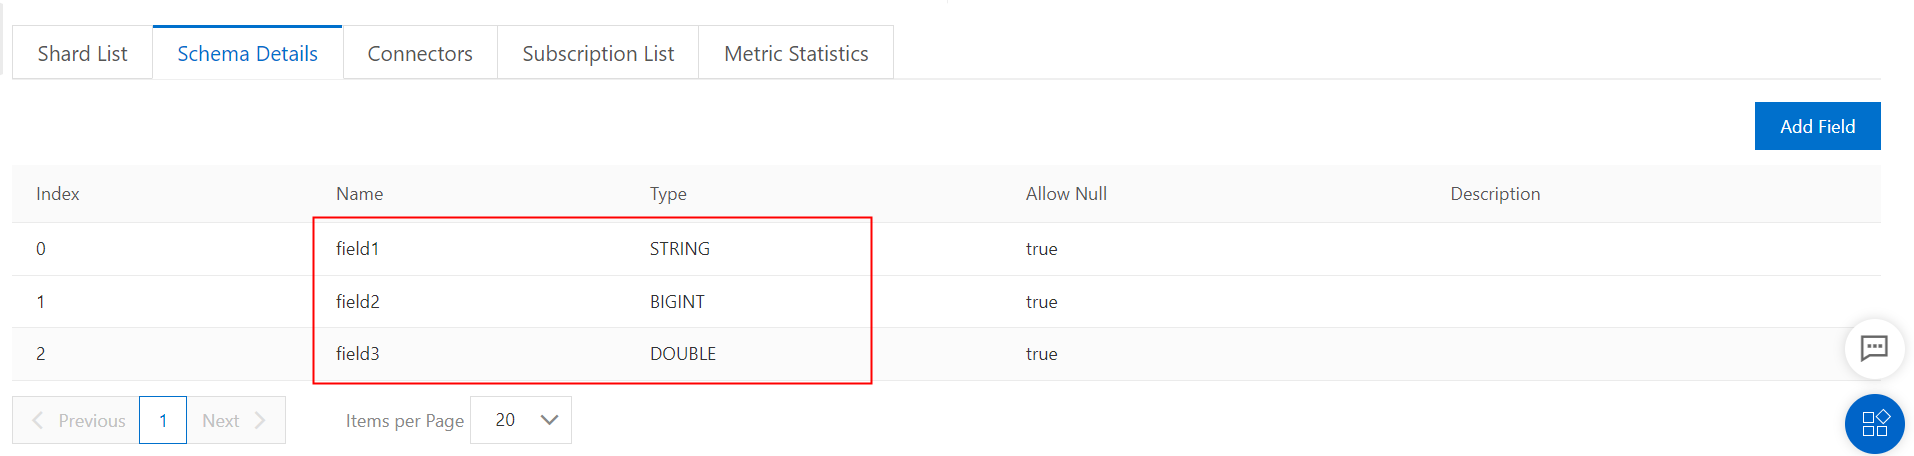 Shard List Schema Details Connectors Subscription List Metric Statistics
Add Field
Index Name Type Allow Null Description
0 field1 STRING true
1 field2 BIGINT true
2 field3 DOUBLE true
Previous 1 Next Items per Page 20